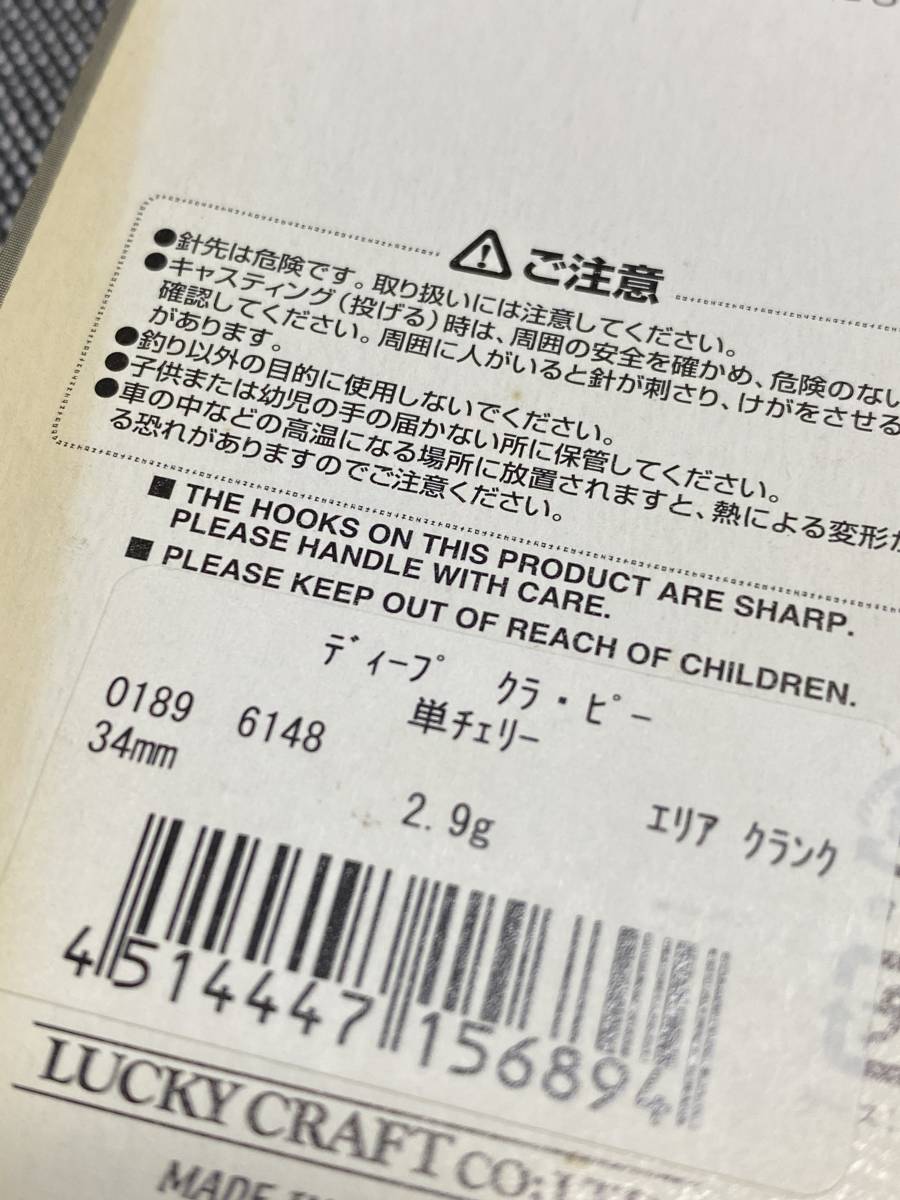 ご注意
●針先は危険です。取り扱いには注意してください。
●キャスティング(投げる)時は、周囲の安全を確かめ、危険のない
確認してください。周囲に人がいると針が刺さり、けがをさせる
があります。
●釣り以外の目的に使用しないでください。
●子供または幼児の手の届かない所に保管してください。
●車の中などの高温になる場所に放置されますと、熱による変形が
る恐れがありますのでご注意ください。
■ THE HOOKS ON THIS PRODUCT ARE SHARP.
PLEASE HANDLE WITH CARE.
■ PLEASE KEEP OUT OF REACH OF CHILDREN.
ディープ クラ・ピー
0189 6148 単チェリー
34mm 2.9g エリア クランク
4 514447 156894
LUCKY CRAFT CO.,LTD
MADE IN